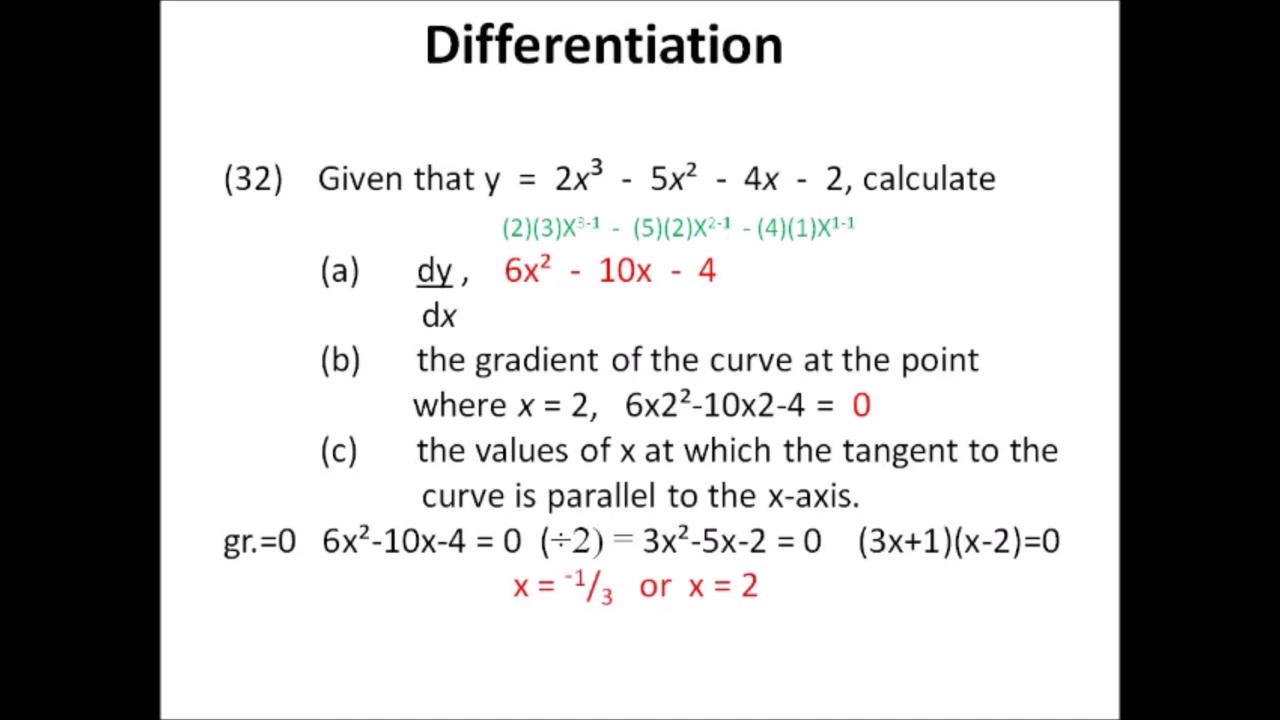 Differentiation
(32) Given that y = 2x³ - 5x² - 4x - 2, calculate
(2)(3)X³⁻¹ - (5)(2)X²⁻¹ - (4)(1)X¹⁻¹
(a) dy, 6x² - 10x - 4
dx
(b) the gradient of the curve at the point
where x = 2, 6x2²-10x2-4 = 0
(c) the values of x at which the tangent to the
curve is parallel to the x-axis.
gr.=0 6x²-10x-4 = 0 (÷2) = 3x²-5x-2 = 0 (3x+1)(x-2)=0
x = ⁻¹/₃ or x = 2